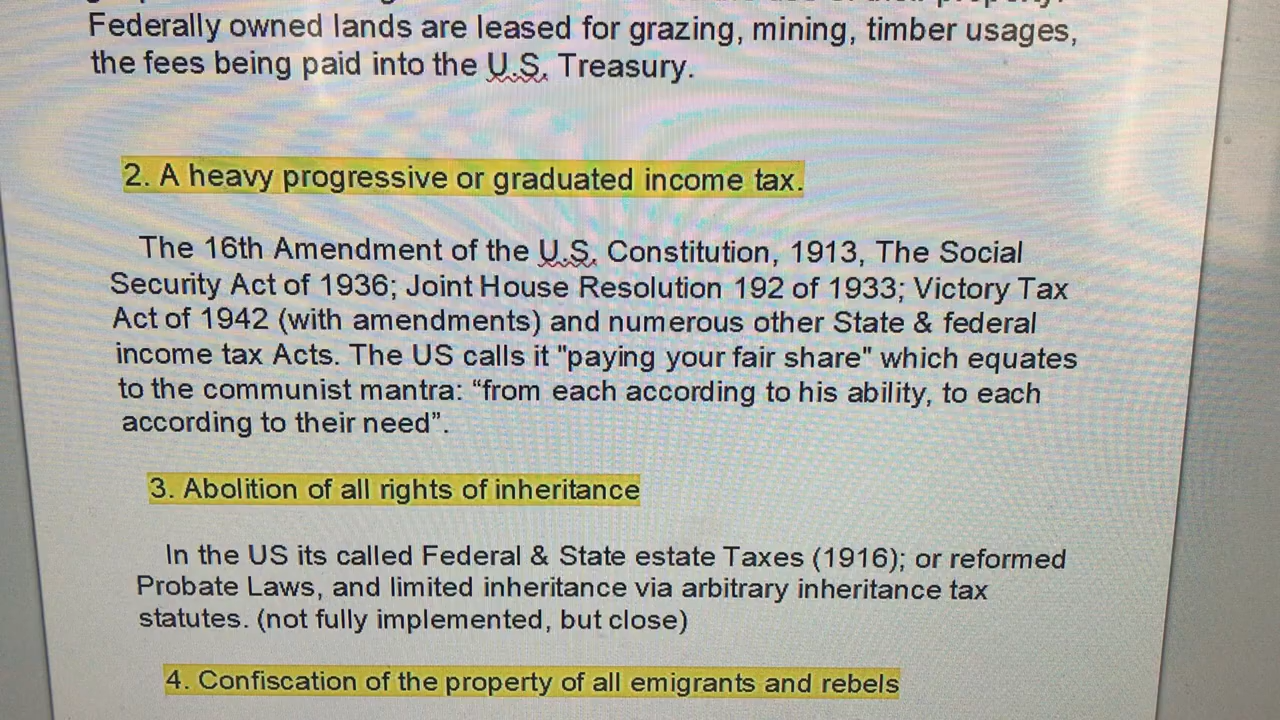 Federally owned lands are leased for grazing, mining, timber usages,
the fees being paid into the U.S. Treasury.
2. A heavy progressive or graduated income tax.
The 16th Amendment of the U.S. Constitution, 1913, The Social
Security Act of 1936; Joint House Resolution 192 of 1933; Victory Tax
Act of 1942 (with amendments) and numerous other State & federal
income tax Acts. The US calls it "paying your fair share" which equates
to the communist mantra: “from each according to his ability, to each
according to their need”.
3. Abolition of all rights of inheritance
In the US its called Federal & State estate Taxes (1916); or reformed
Probate Laws, and limited inheritance via arbitrary inheritance tax
statutes. (not fully implemented, but close)
4. Confiscation of the property of all emigrants and rebels